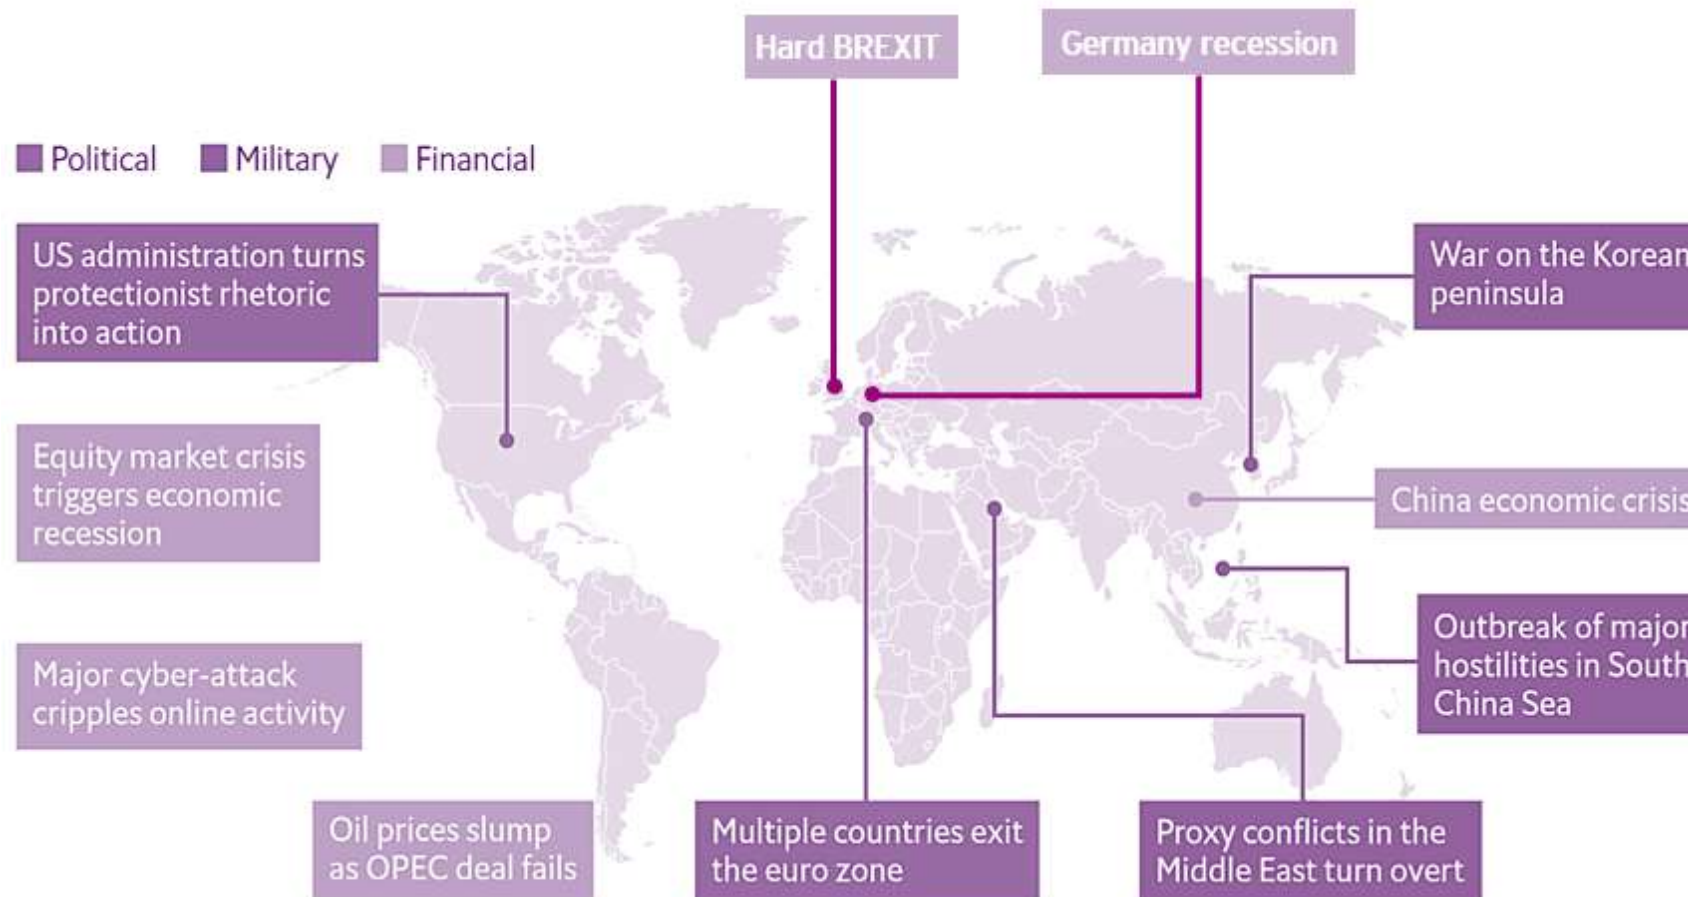 Hard BREXIT
Germany recession
Political
Military
Financial
US administration turns
protectionist rhetoric
into action
War on the Korean
peninsula
Equity market crisis
triggers economic
recession
China economic crisis
Major cyber-attack
cripples online activity
Outbreak of major
hostilities in South
China Sea
Oil prices slump
as OPEC deal fails
Multiple countries exit
the euro zone
Proxy conflicts in the
Middle East turn overt